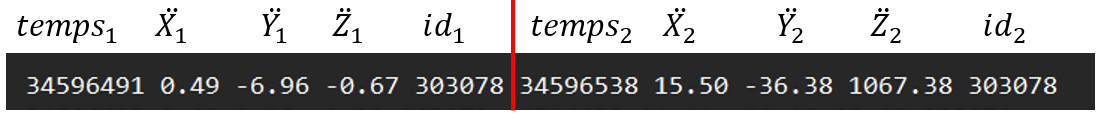 temps₁ Ẍ₁ Ÿ₁ Z̈₁ id₁ temps₂ Ẍ₂ Ÿ₂ Z̈₂ id₂
34596491 0.49 -6.96 -0.67 303078 34596538 15.50 -36.38 1067.38 303078